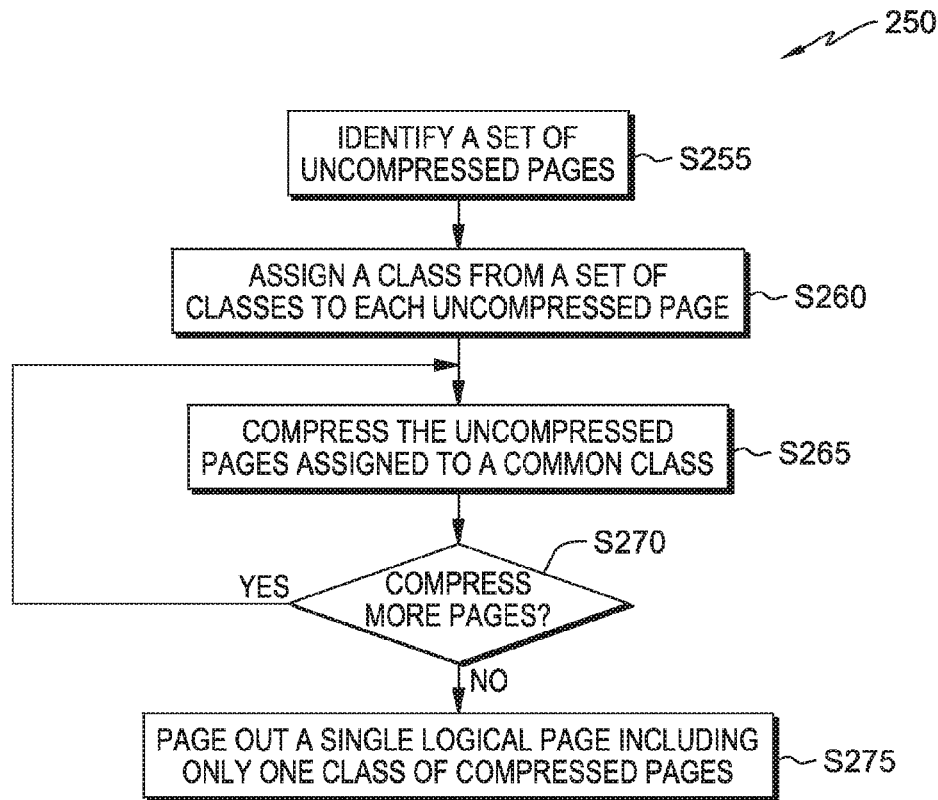 250
IDENTIFY A SET OF
UNCOMPRESSED PAGES
S255
ASSIGN A CLASS FROM A SET OF
CLASSES TO EACH UNCOMPRESSED PAGE
S260
COMPRESS THE UNCOMPRESSED
PAGES ASSIGNED TO A COMMON CLASS
S265
S270
COMPRESS
MORE PAGES?
YES
NO
PAGE OUT A SINGLE LOGICAL PAGE INCLUDING
ONLY ONE CLASS OF COMPRESSED PAGES
S275